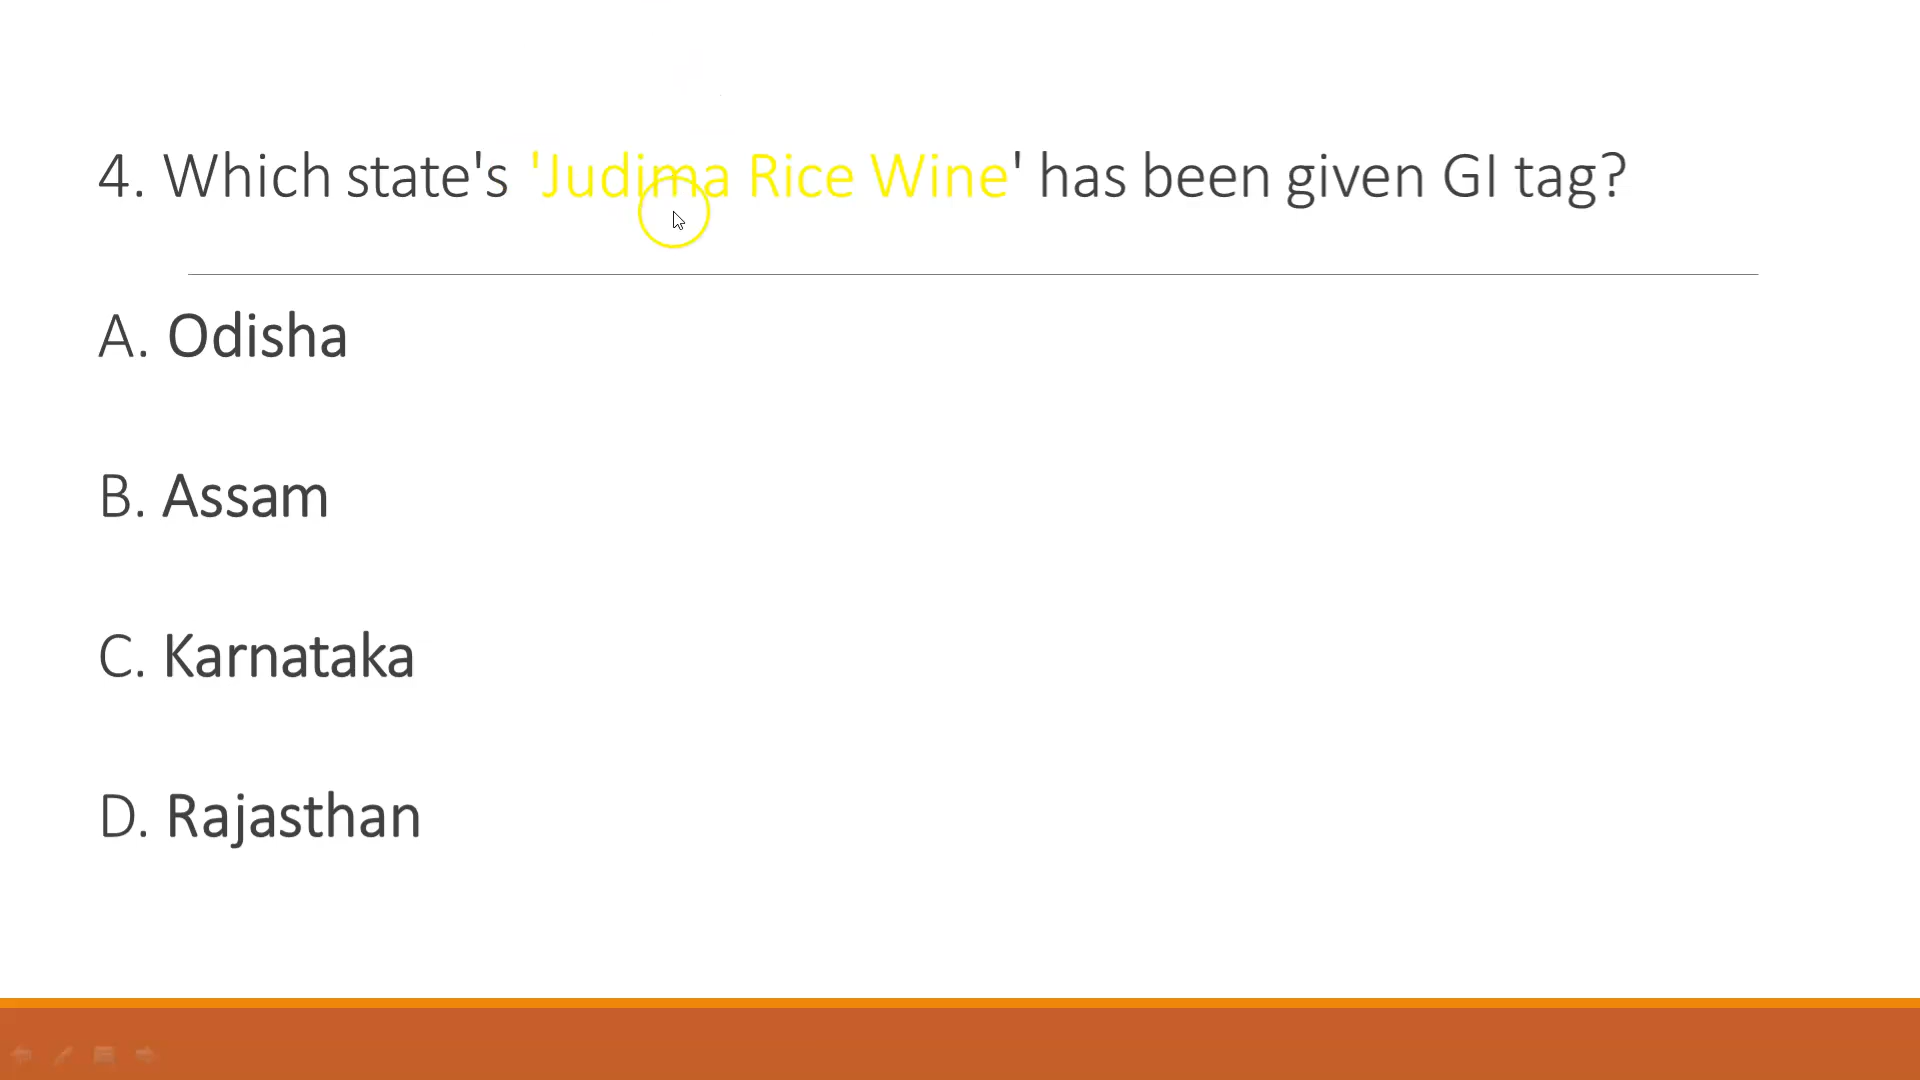 4. Which state's 'Judima Rice Wine' has been given GI tag?
A. Odisha
B. Assam
C. Karnataka
D. Rajasthan